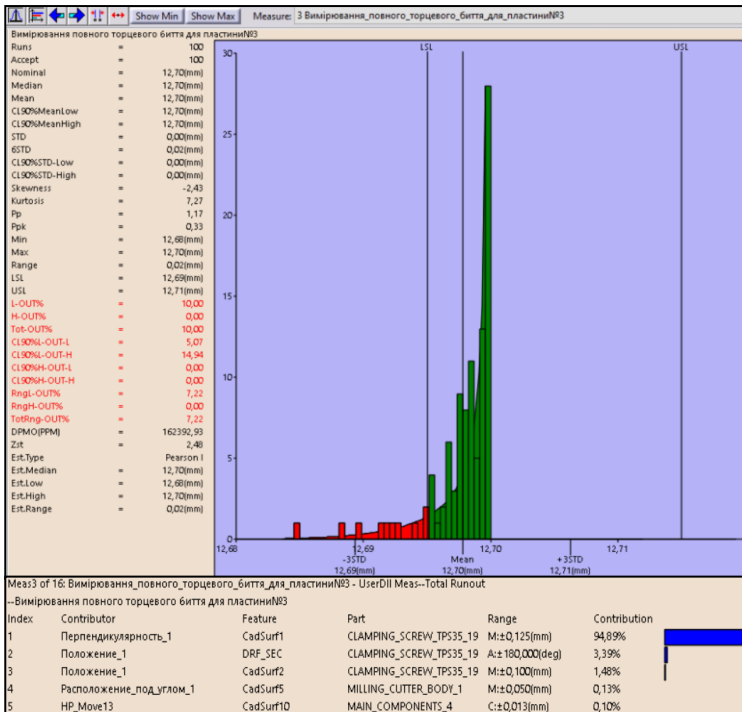 Show Min Show Max Measure: 3 Вимірювання_повного_торцевого_биття_для_пластини№3
Вимірювання повного торцевого биття для пластини№3
Runs = 100
Accept = 100
Nominal = 12,70(mm)
Median = 12,70(mm)
Mean = 12,70(mm)
CL90%MeanLow = 12,70(mm)
CL90%MeanHigh = 12,70(mm)
STD = 0,00(mm)
6STD = 0,02(mm)
CL90%STD-Low = 0,00(mm)
CL90%STD-High = 0,00(mm)
Skewness = -2,43
Kurtosis = 7,27
Pp = 1,17
Ppk = 0,33
Min = 12,68(mm)
Max = 12,70(mm)
Range = 0,02(mm)
LSL = 12,69(mm)
USL = 12,71(mm)
L-OUT% = 10,00
H-OUT% = 0,00
Tot-OUT% = 10,00
CL90%L-OUT-L = 5,07
CL90%L-OUT-H = 14,94
CL90%H-OUT-L = 0,00
CL90%H-OUT-H = 0,00
RngL-OUT% = 7,22
RngH-OUT% = 0,00
TotRng-OUT% = 7,22
DPMO(PPM) = 162392,93
Zst = 2,48
Est.Type Pearson I
Est.Median = 12,70(mm)
Est.Low = 12,68(mm)
Est.High = 12,70(mm)
Est.Range = 0,02(mm)
LSL USL
30
25
20
15
10
5
0
12,68 12,69 12,70 12,71
-3STD Mean +3STD
12,69(mm) 12,70(mm) 12,71(mm)
Meas3 of 16: Вимірювання_повного_торцевого_биття_для_пластини№3 - UserDll Meas--Total Runout
--Вимірювання повного торцевого биття для пластини№3
Index Contributor Feature Part Range Contribution
1 Перпендикулярность_1 CadSurf1 CLAMPING_SCREW_TPS35_19 M:±0,125(mm) 94,89%
2 Положение_1 DRF_SEC CLAMPING_SCREW_TPS35_19 A:±180,000(deg) 3,39%
3 Положение_1 CadSurf2 CLAMPING_SCREW_TPS35_19 M:±0,100(mm) 1,48%
4 Расположение_под_углом_1 CadSurf5 MILLING_CUTTER_BODY_1 M:±0,050(mm) 0,13%
5 HP_Move13 CadSurf10 MAIN_COMPONENTS_4 C:±0,013(mm) 0,10%